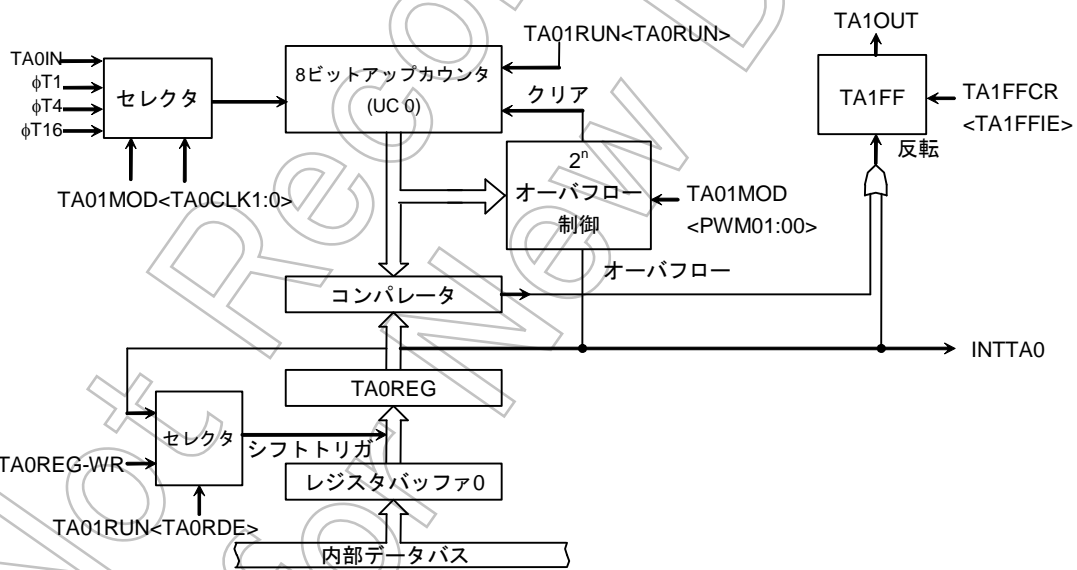 TA01RUN<TA0RUN>
TA1OUT
TA0IN
φT1
φT4
φT16
セレクタ
8ビットアップカウンタ
(UC 0)
クリア
TA1FF
TA1FFCR
<TA1FFIE>
反転
TA01MOD<TA0CLK1:0>
2ⁿ
オーバフロー
制御
TA01MOD
<PWM01:00>
オーバフロー
コンパレータ
INTTA0
TA0REG
セレクタ
シフトトリガ
TA0REG-WR
レジスタバッファ0
TA01RUN<TA0RDE>
内部データバス
Not Recom
for New D